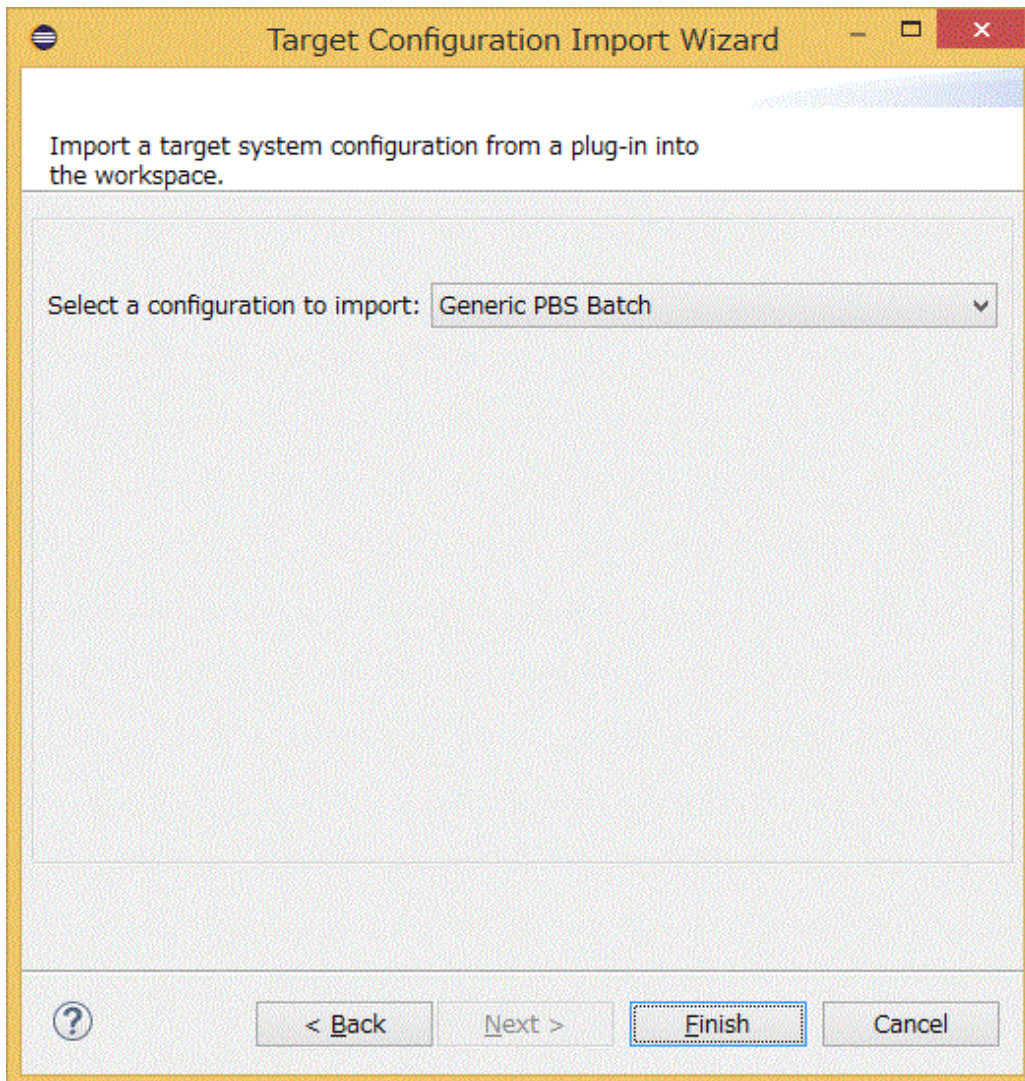 Target Configuration Import Wizard
Import a target system configuration from a plug-in into
the workspace.
Select a configuration to import: Generic PBS Batch
? < Back Next > Finish Cancel